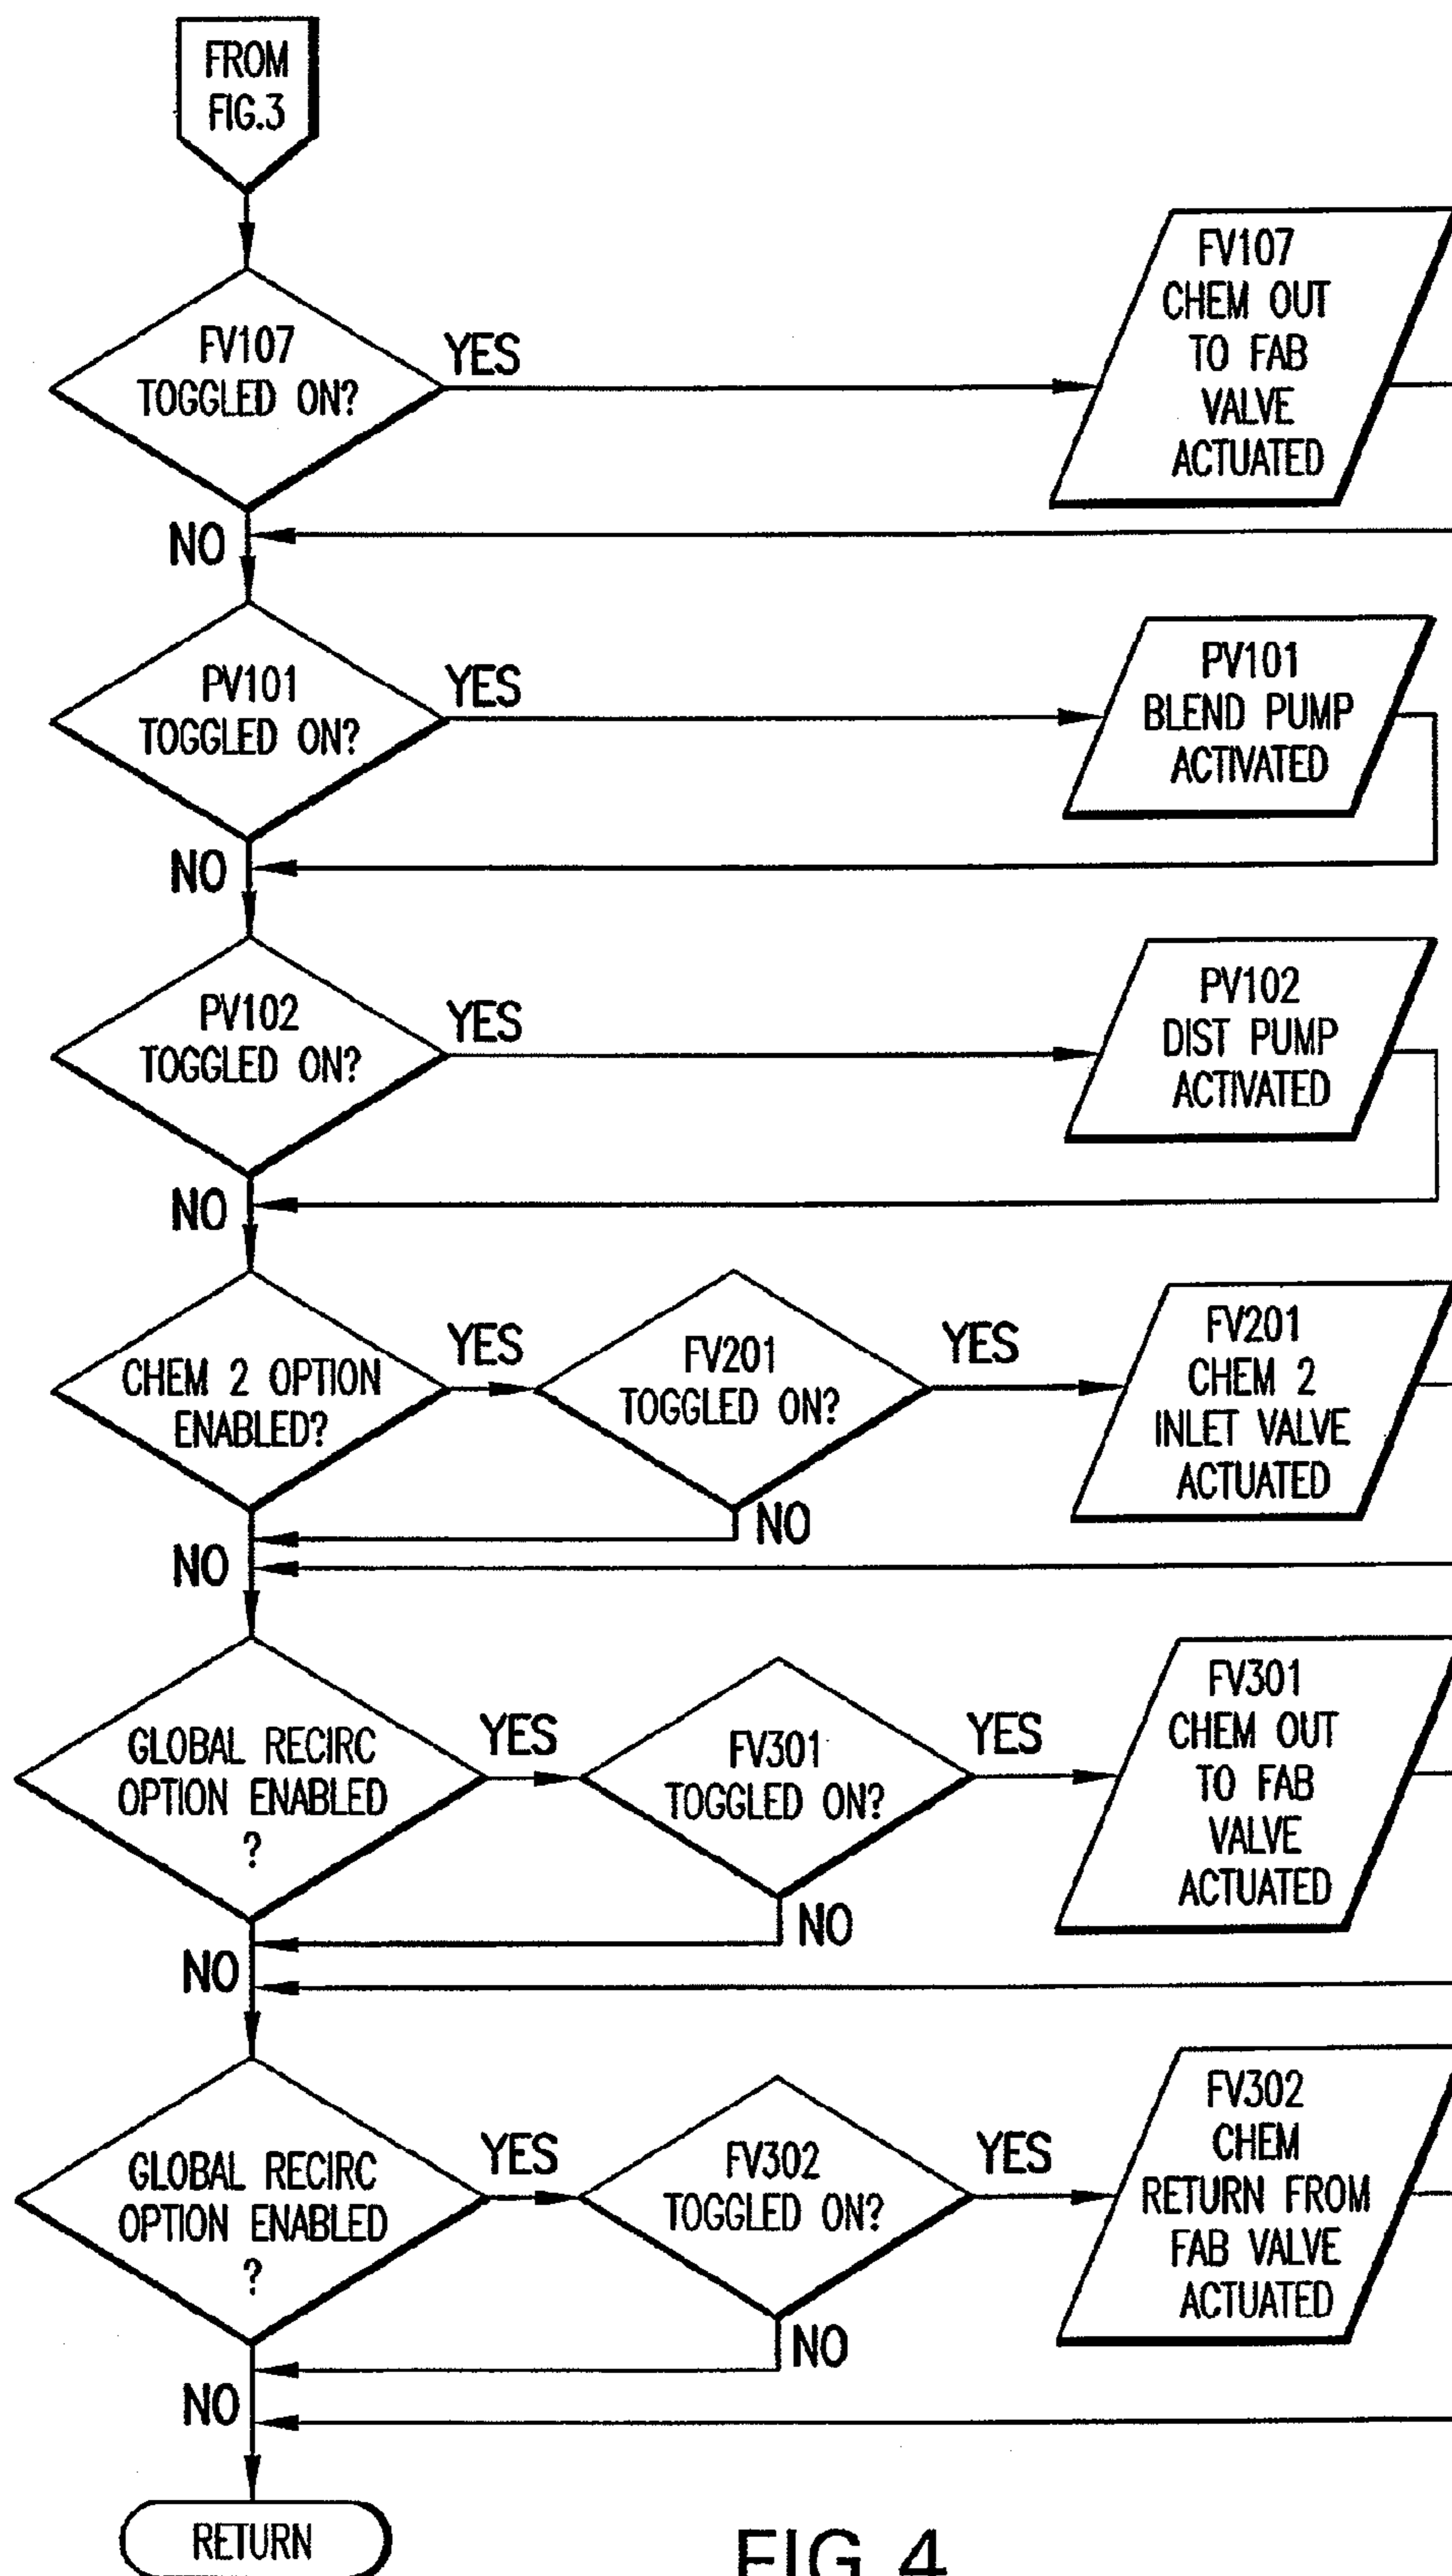 FROM
FIG.3
FV107
TOGGLED ON?
YES
NO
FV107
CHEM OUT
TO FAB
VALVE
ACTUATED
PV101
TOGGLED ON?
YES
NO
PV101
BLEND PUMP
ACTIVATED
PV102
TOGGLED ON?
YES
NO
PV102
DIST PUMP
ACTIVATED
CHEM 2 OPTION
ENABLED?
YES
NO
FV201
TOGGLED ON?
YES
NO
FV201
CHEM 2
INLET VALVE
ACTUATED
GLOBAL RECIRC
OPTION ENABLED
?
YES
NO
FV301
TOGGLED ON?
YES
NO
FV301
CHEM OUT
TO FAB
VALVE
ACTUATED
GLOBAL RECIRC
OPTION ENABLED
?
YES
NO
FV302
TOGGLED ON?
YES
NO
FV302
CHEM
RETURN FROM
FAB VALVE
ACTUATED
RETURN
FIG. 4